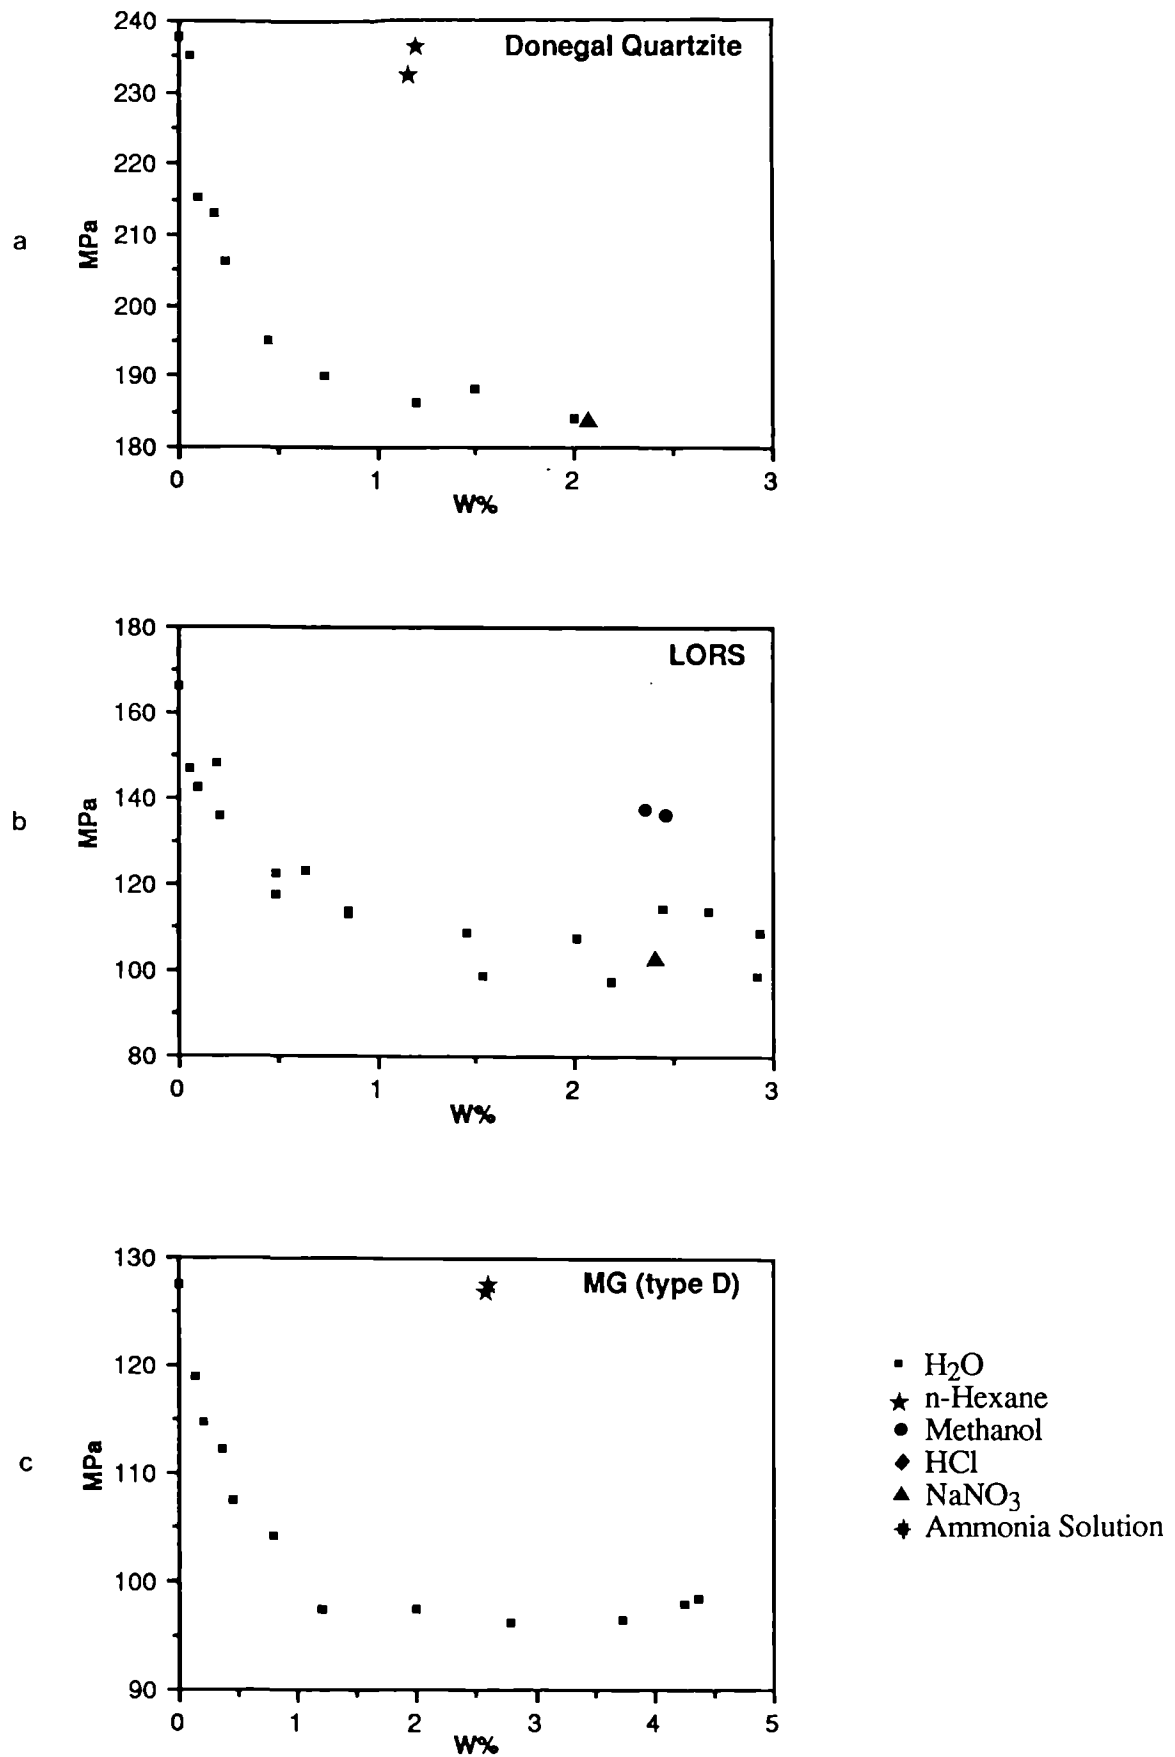 240
Donegal Quartzite
230
220
a
MPa
210
200
190
180
0
1
2
3
W%
180
LORS
160
b
MPa
140
120
100
80
0
1
2
3
W%
130
MG (type D)
120
c
MPa
110
100
90
0
1
2
3
4
5
W%
H₂O
n-Hexane
Methanol
HCl
NaNO₃
Ammonia Solution